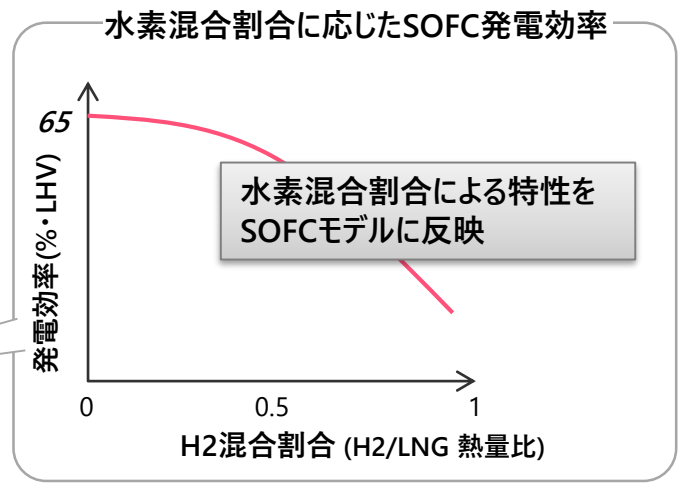 水素混合割合に応じたSOFC発電効率
65
発電効率(%・LHV)
水素混合割合による特性を
SOFCモデルに反映
0
0.5
1
H2混合割合 (H2/LNG 熱量比)